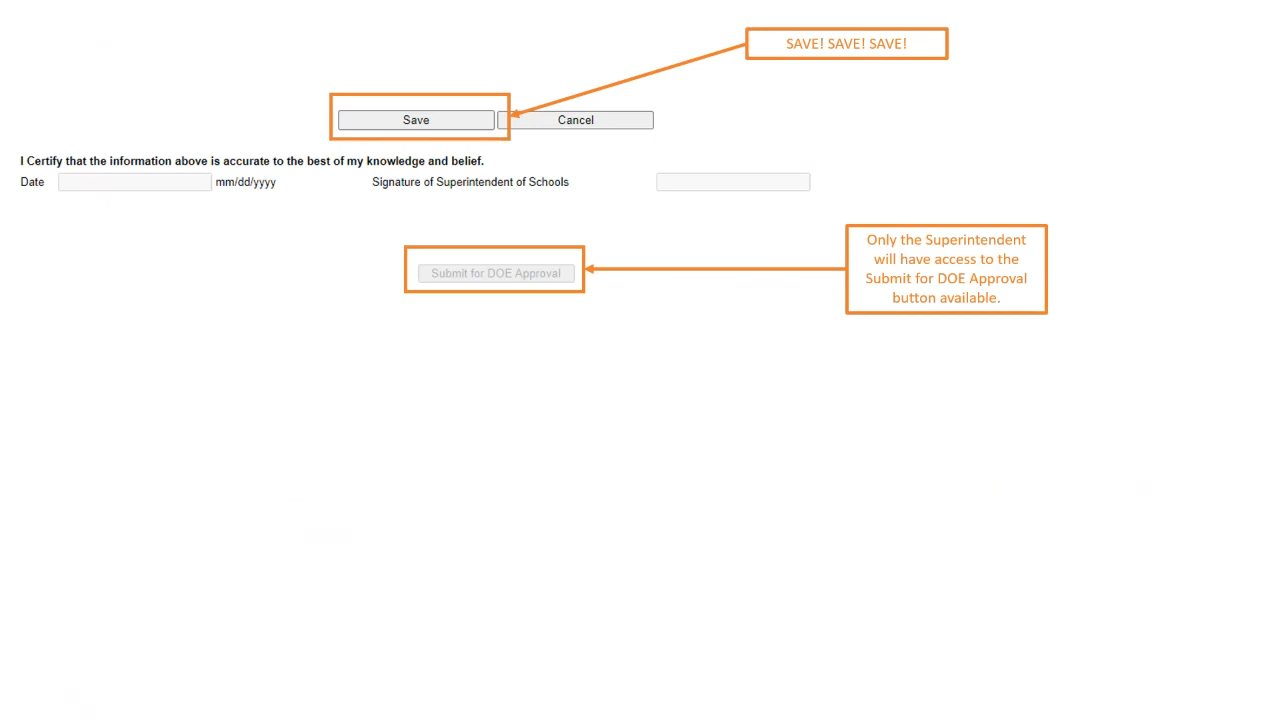 SAVE! SAVE! SAVE!
Save
Cancel
I Certify that the information above is accurate to the best of my knowledge and belief.
Date mm/dd/yyyy Signature of Superintendent of Schools
Only the Superintendent
will have access to the
Submit for DOE Approval
button available.
Submit for DOE Approval